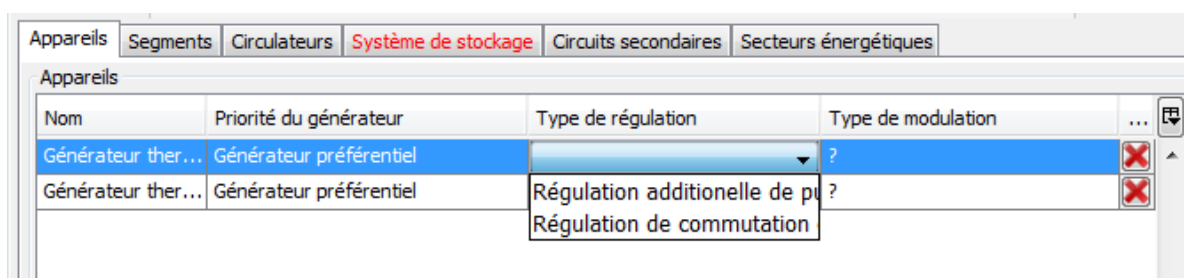 Appareils Segments Circulateurs Système de stockage Circuits secondaires Secteurs énergétiques
Appareils
Nom Priorité du générateur Type de régulation Type de modulation ...
Générateur ther... Générateur préférentiel ?
Générateur ther... Générateur préférentiel ?
Régulation additionelle de pu
Régulation de commutation